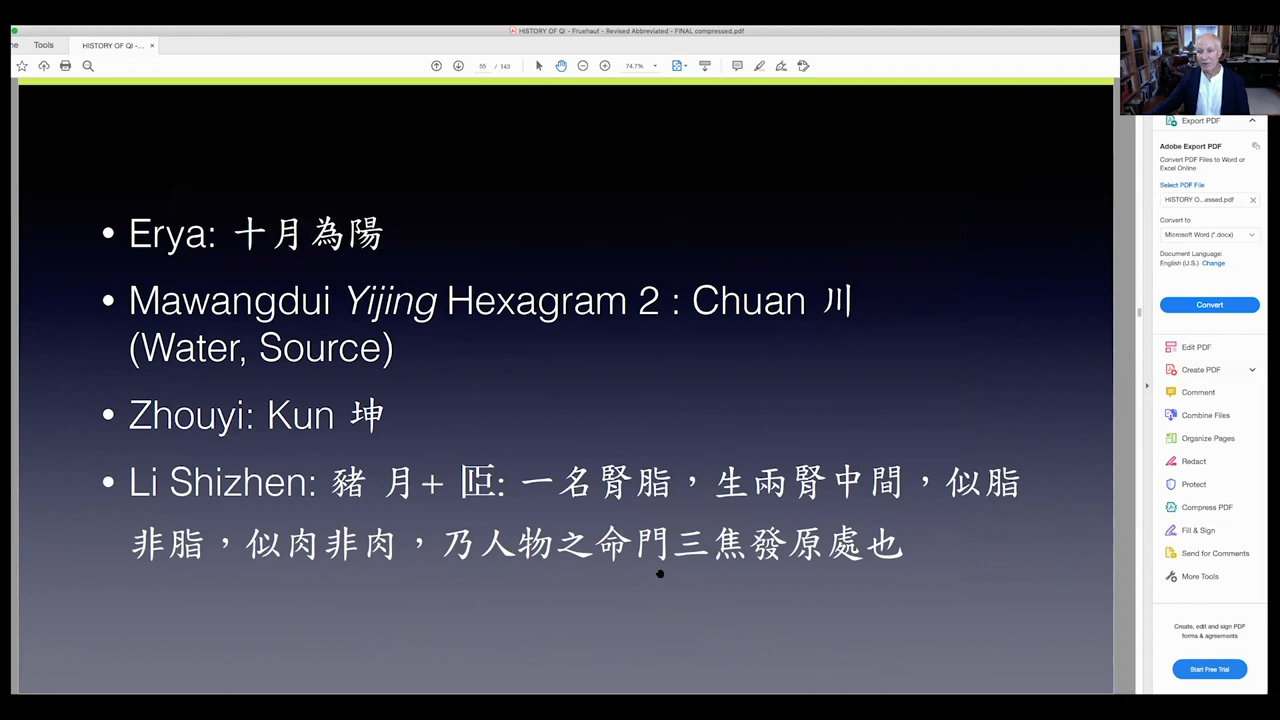 HISTORY OF QI - Fruehauf - Revised Abbreviated - FINAL compressed.pdf
Tools
HISTORY OF QI -...
55 / 143
74.7%
• Erya: 十月為陽
• Mawangdui Yijing Hexagram 2 : Chuan 川
(Water, Source)
• Zhouyi: Kun 坤
• Li Shizhen: 豬 月+ 㔶: 一名腎脂，生兩腎中間，似脂
非脂，似肉非肉，乃人物之命門三焦發原處也
Export PDF
Adobe Export PDF
Convert PDF Files to Word or
Excel Online
Select PDF File
HISTORY O...essed.pdf
Convert to
Microsoft Word (*.docx)
Document Language:
English (U.S.) Change
Convert
Edit PDF
Create PDF
Comment
Combine Files
Organize Pages
Redact
Protect
Compress PDF
Fill & Sign
Send for Comments
More Tools
Create, edit and sign PDF
forms & agreements
Start Free Trial